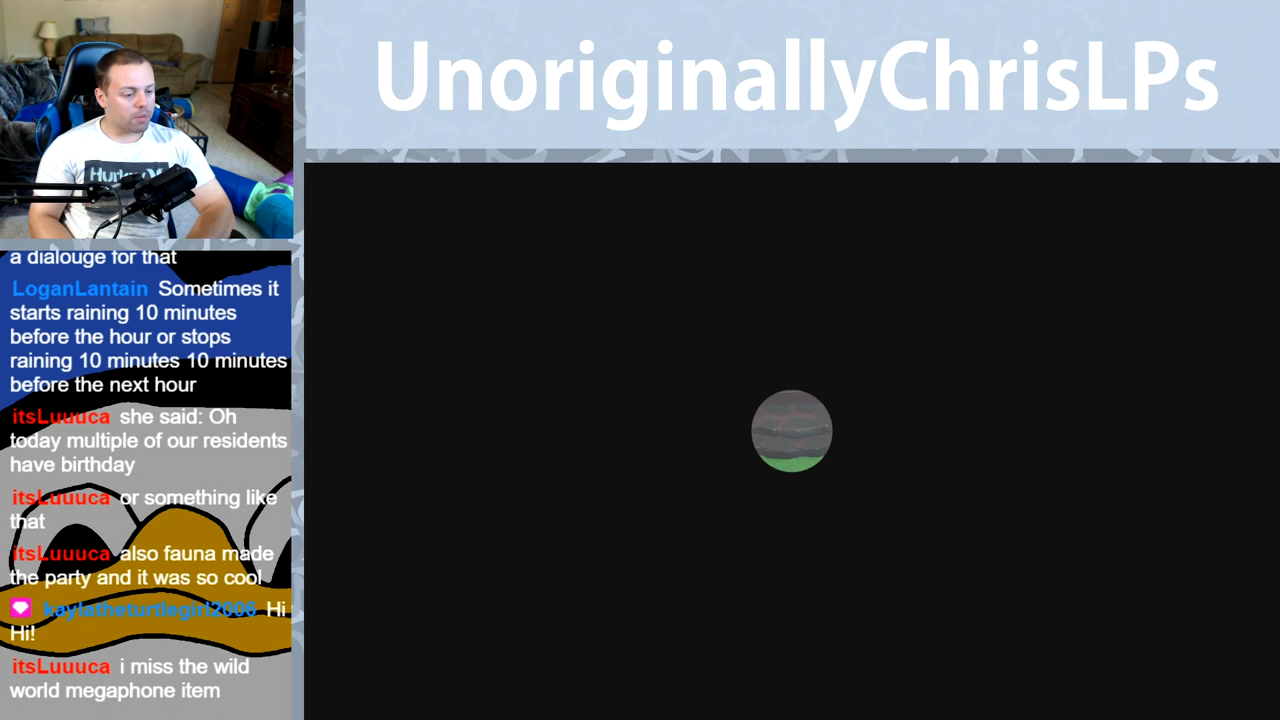 UnoriginallyChrisLPs
Hurley
a dialouge for that
LoganLantain Sometimes it
starts raining 10 minutes
before the hour or stops
raining 10 minutes 10 minutes
before the next hour
itsLuuuca she said: Oh
today multiple of our residents
have birthday
itsLuuuca or something like
that
itsLuuuca also fauna made
the party and it was so cool
kaylatheturtlegirl2006 Hi
Hi!
itsLuuuca i miss the wild
world megaphone item